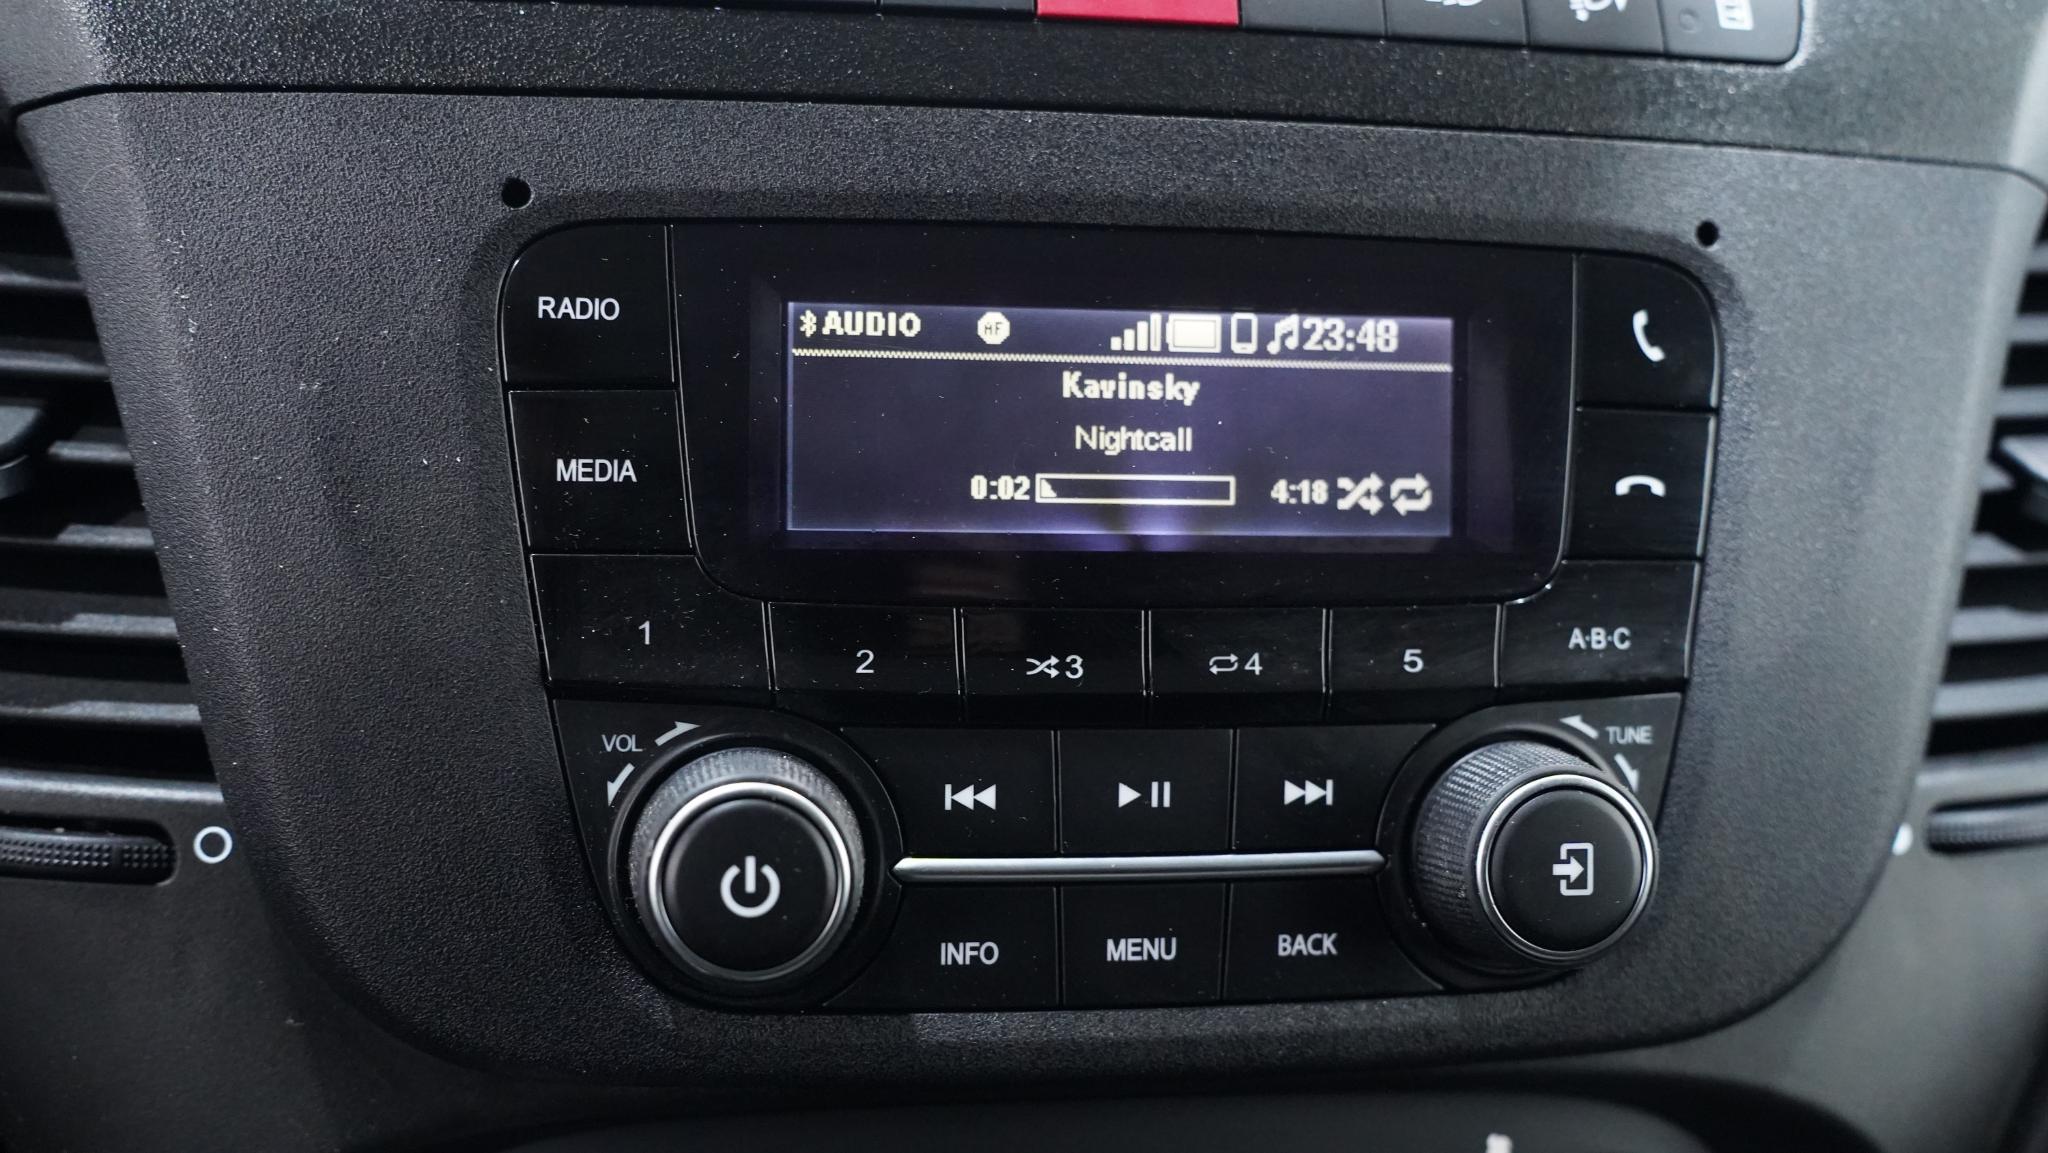 AUDIO AF 23:48
Kavinsky
Nightcall
0:02 4:18
RADIO
MEDIA
1 2 3 4 5 A·B·C
VOL TUNE
INFO MENU BACK